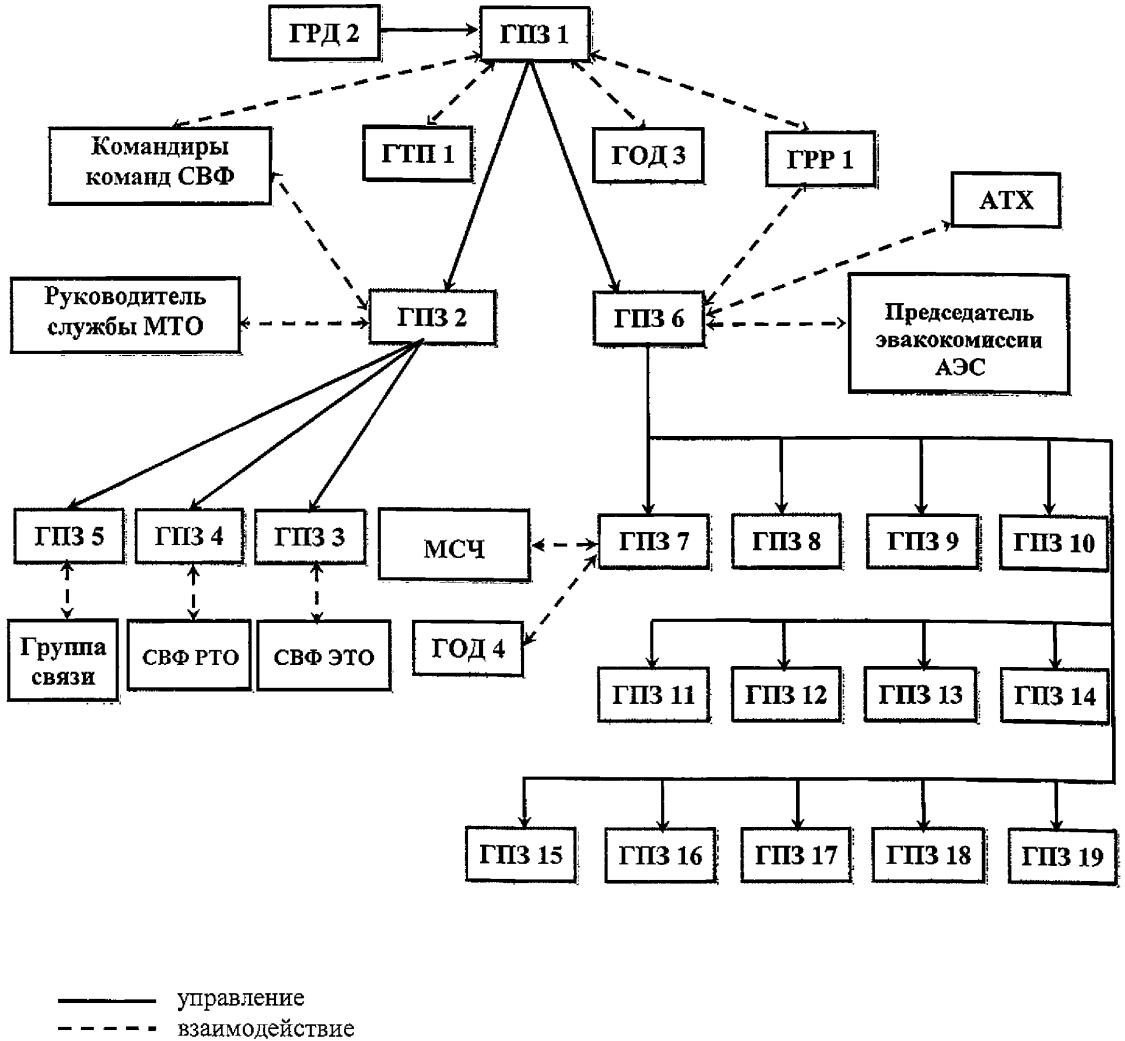 ГРД 2
ГПЗ 1
Командиры
команд СВФ
ГТП 1
ГОД 3
ГРР 1
АТХ
Руководитель
службы МТО
ГПЗ 2
ГПЗ 6
Председатель
эвакокомиссии
АЭС
ГПЗ 5
ГПЗ 4
ГПЗ 3
МСЧ
ГПЗ 7
ГПЗ 8
ГПЗ 9
ГПЗ 10
Группа
связи
СВФ РТО
СВФ ЭТО
ГОД 4
ГПЗ 11
ГПЗ 12
ГПЗ 13
ГПЗ 14
ГПЗ 15
ГПЗ 16
ГПЗ 17
ГПЗ 18
ГПЗ 19
управление
взаимодействие